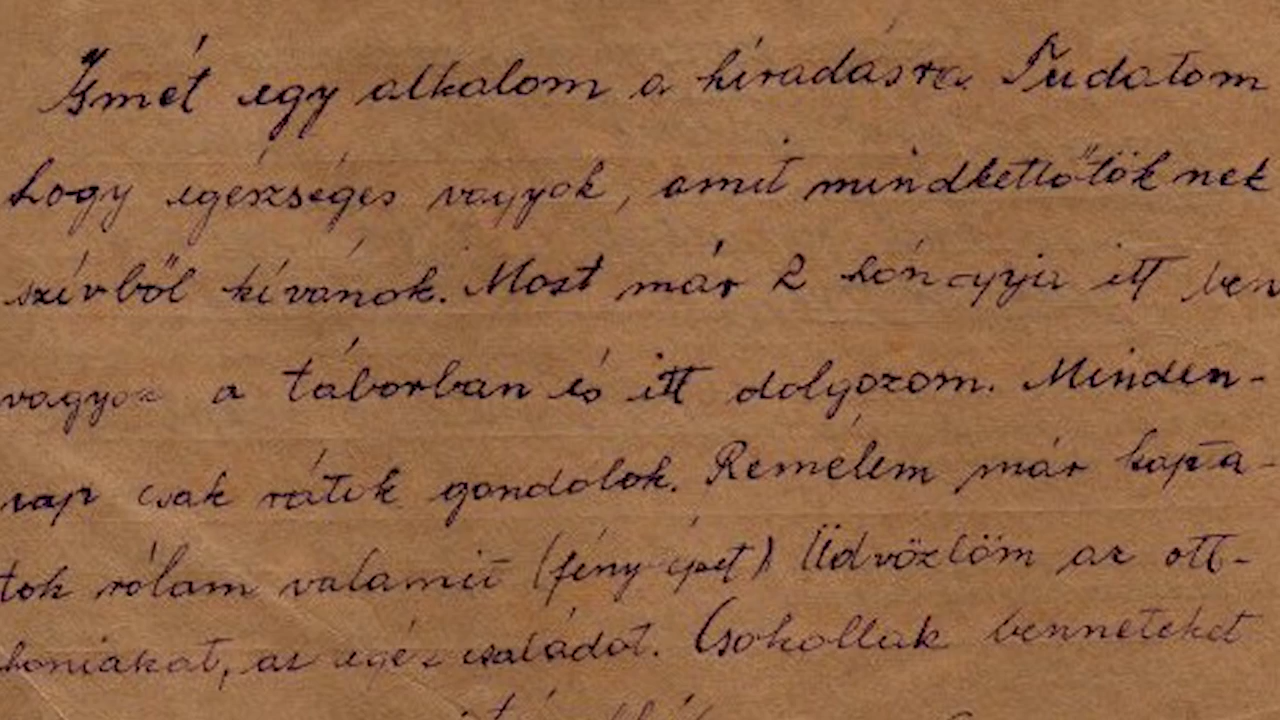 Ismét egy alkalom a híradásra. Tudatom
hogy egészséges vagyok, amit mindkettőtöknek
szívből kívánok. Most már 2 hónapja itt ben
vagyok a táborban és itt dolgozom. Minden-
nap csak rátok gondolok. Remélem már kapta-
tok rólam valamit (fényképet) Üdvözlöm az ott-
honiakat, az egész családot. Csokollak benneteket